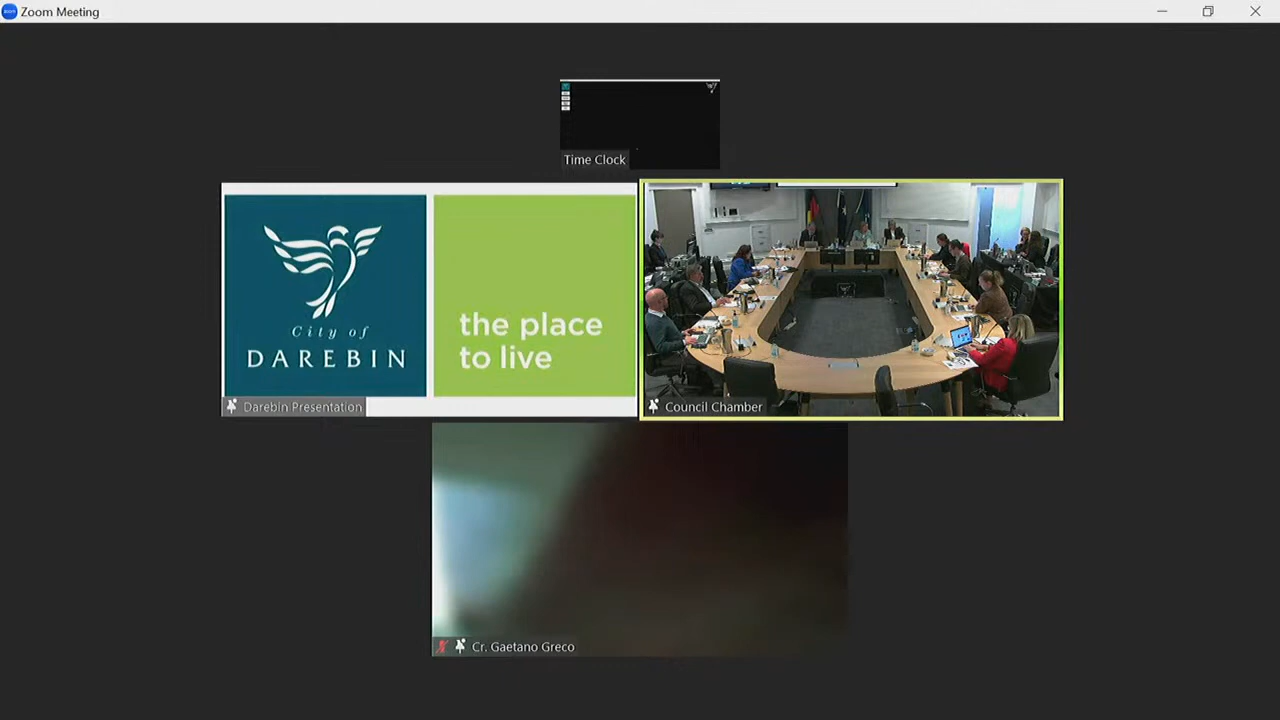 Zoom Meeting
Time Clock
City of
DAREBIN
the place
to live
Darebin Presentation
Council Chamber
Cr. Gaetano Greco